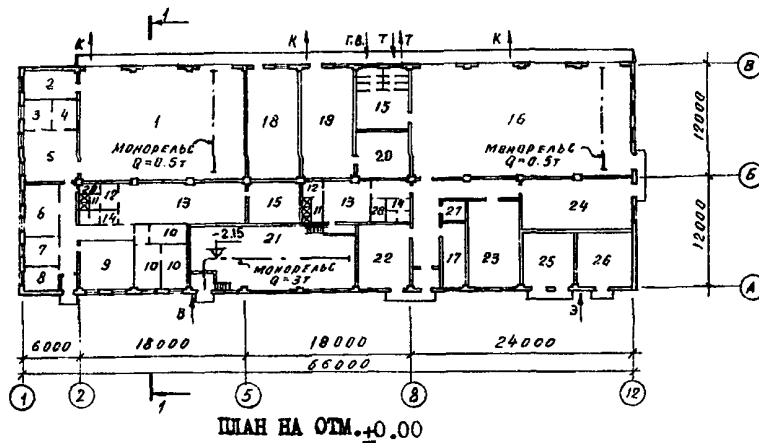 1
К К Г.В. Т Т К
В
2
3 4 1 18 19 15 16
МОНОРЕЛЬС
Q=0.5т
МОНОРЕЛЬС
Q=0.5т
12000
5 20
Б
6 11 12 13 15 12 11 13 28 14 27 24
14
10 21 -2.15
7 9 22 17 23 25 26
МОНОРЕЛЬС
Q=3т
12000
8 10 10
А
В Э
6000 18000 18000 24000
66000
1 2 5 8 12
1
ПЛАН НА ОТМ.±0.00